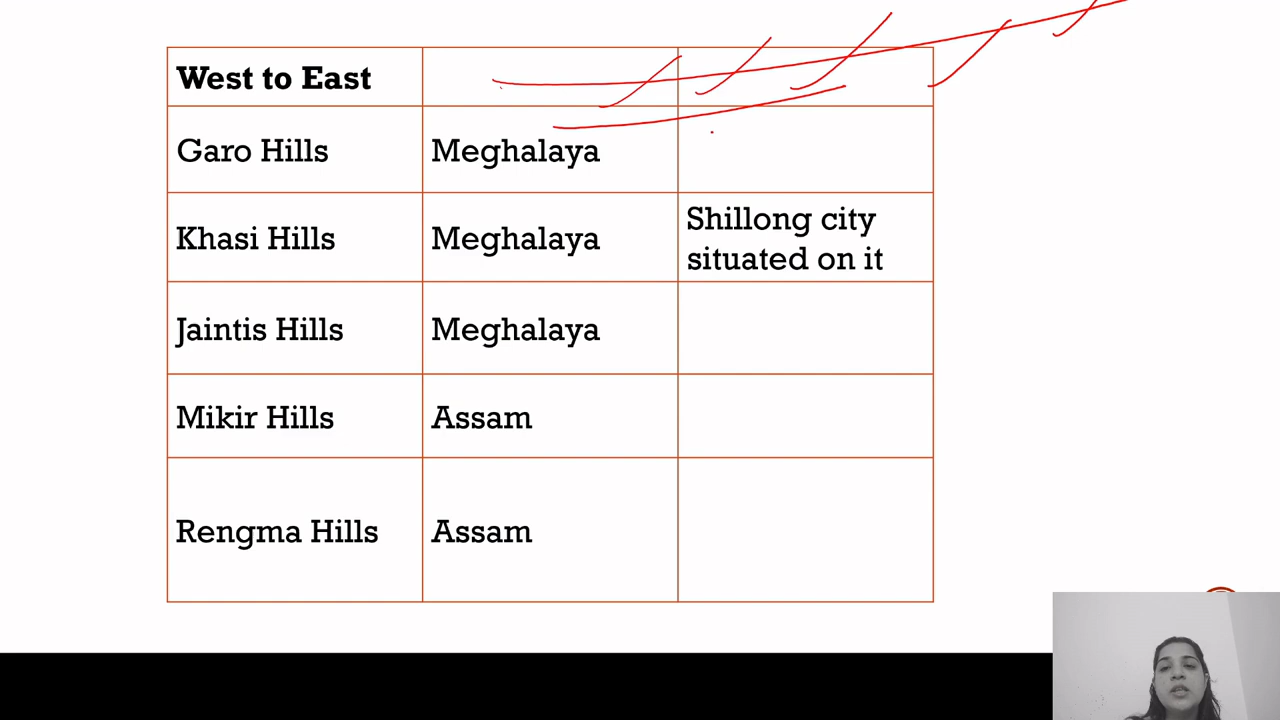 West to East
Garo Hills
Meghalaya
Khasi Hills
Meghalaya
Shillong city
situated on it
Jaintis Hills
Meghalaya
Mikir Hills
Assam
Rengma Hills
Assam